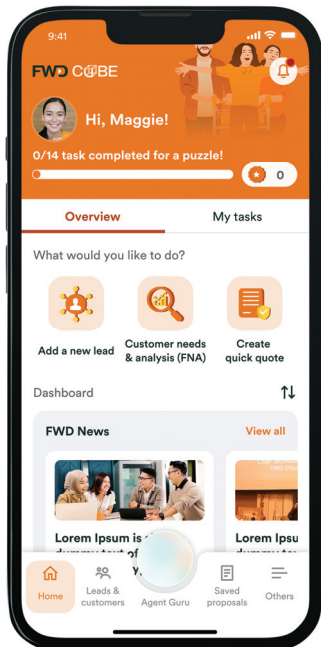 9:41
FWD CUBE
Hi, Maggie!
0/14 task completed for a puzzle!
0
Overview
My tasks
What would you like to do?
Add a new lead
Customer needs & analysis (FNA)
Create quick quote
Dashboard
FWD News
View all
Lorem Ipsum is
dummy text of
Lorem Ipsu
Home
Leads & customers
Agent Guru
Saved proposals
Others